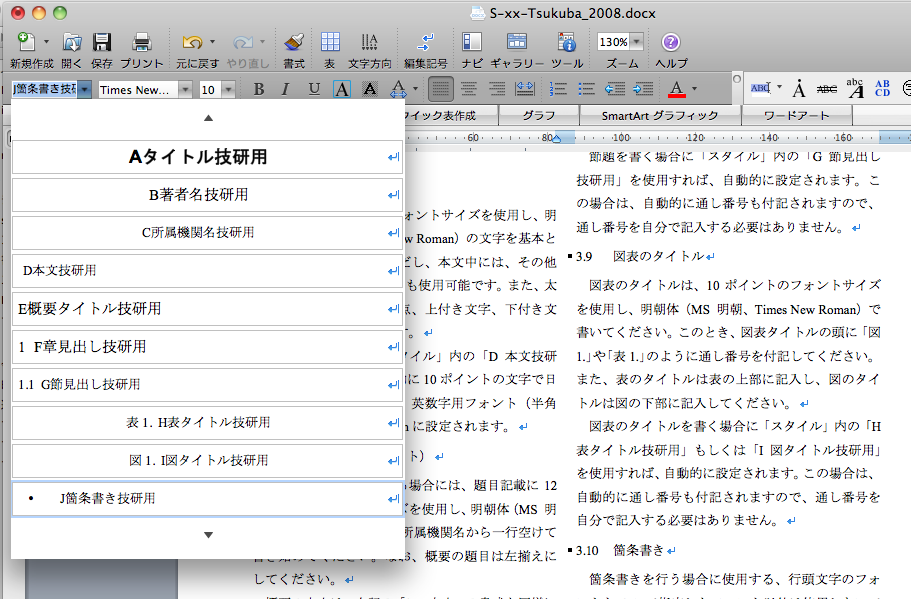 S-xx-Tsukuba_2008.docx
新規作成 開く 保存 プリント 元に戻す やり直し 書式 表 文字方向 編集記号 ナビ ギャラリー ツール ズーム ヘルプ
130%
J箇条書き技研 Times New... 10 B I U A A A ABC A ABC abc A AB CD
イック表作成 グラフ SmartArt グラフィック ワードアート
60 80 100 120 140 160
Aタイトル技研用
B著者名技研用
C所属機関名技研用
D本文技研用
E概要タイトル技研用
1 F章見出し技研用
1.1 G節見出し技研用
表 1. H表タイトル技研用
図 1. I図タイトル技研用
• J箇条書き技研用
ォントサイズを使用し、明
w Roman）の文字を基本と
どし、本文中には、その他
も使用可能です。また、太
点、上付き文字、下付き文
。
イル」内の「D 本文技研
に 10 ポイントの文字で日
英数字用フォント（半角
に設定されます。
ト）
場合には、題目記載に 12
を使用し、明朝体（MS 明
所属機関名から一行空けて
、概要の題目は左揃えに
してください。
節題を書く場合に「スタイル」内の「G 節見出し
技研用」を使用すれば、自動的に設定されます。こ
の場合は、自動的に通し番号も付記されますので、
通し番号を自分で記入する必要はありません。
3.9 図表のタイトル
図表のタイトルは、10 ポイントのフォントサイズ
を使用し、明朝体（MS 明朝、Times New Roman）で
書いてください。このとき、図表タイトルの頭に「図
1.」や「表 1.」のように通し番号を付記してください。
また、表のタイトルは表の上部に記入し、図のタイ
トルは図の下部に記入してください。
図表のタイトルを書く場合に「スタイル」内の「H
表タイトル技研用」もしくは「I 図タイトル技研用」
を使用すれば、自動的に設定されます。この場合は、
自動的に通し番号も付記されますので、通し番号を
自分で記入する必要はありません。
3.10 箇条書き
箇条書きを行う場合に使用する、行頭文字のフォ